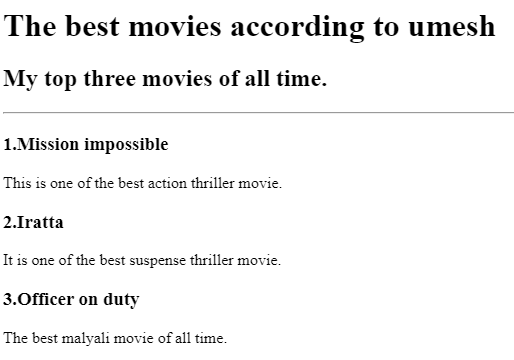 The best movies according to umesh
My top three movies of all time.
1.Mission impossible
This is one of the best action thriller movie.
2.Iratta
It is one of the best suspense thriller movie.
3.Officer on duty
The best malyali movie of all time.